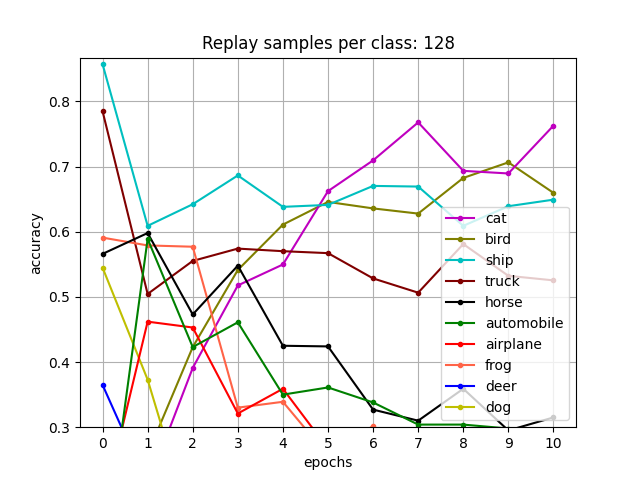 Replay samples per class: 128
accuracy
0.8
0.7
0.6
0.5
0.4
0.3
cat
bird
ship
truck
horse
automobile
airplane
frog
deer
dog
0 1 2 3 4 5 6 7 8 9 10
epochs